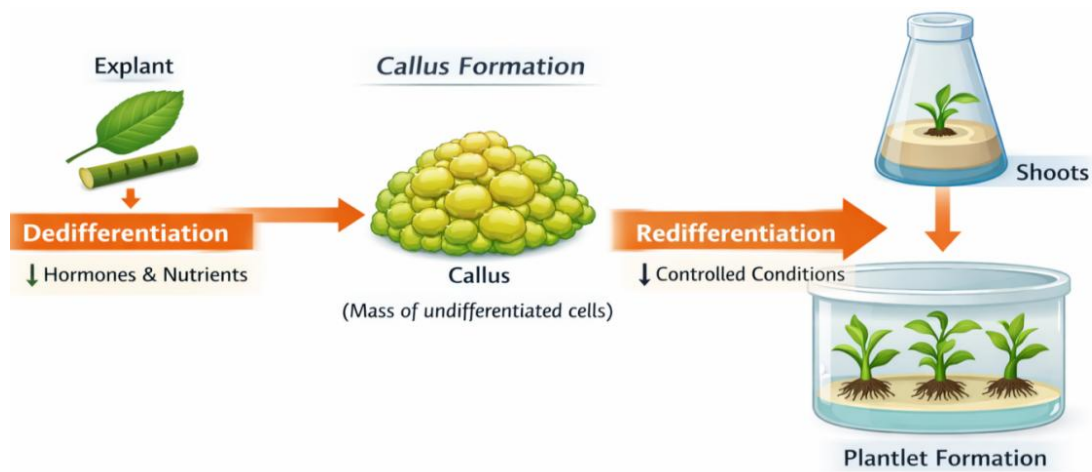 Explant
Dedifferentiation
↓ Hormones & Nutrients
Callus Formation
Callus
(Mass of undifferentiated cells)
Redifferentiation
↓ Controlled Conditions
Shoots
Plantlet Formation